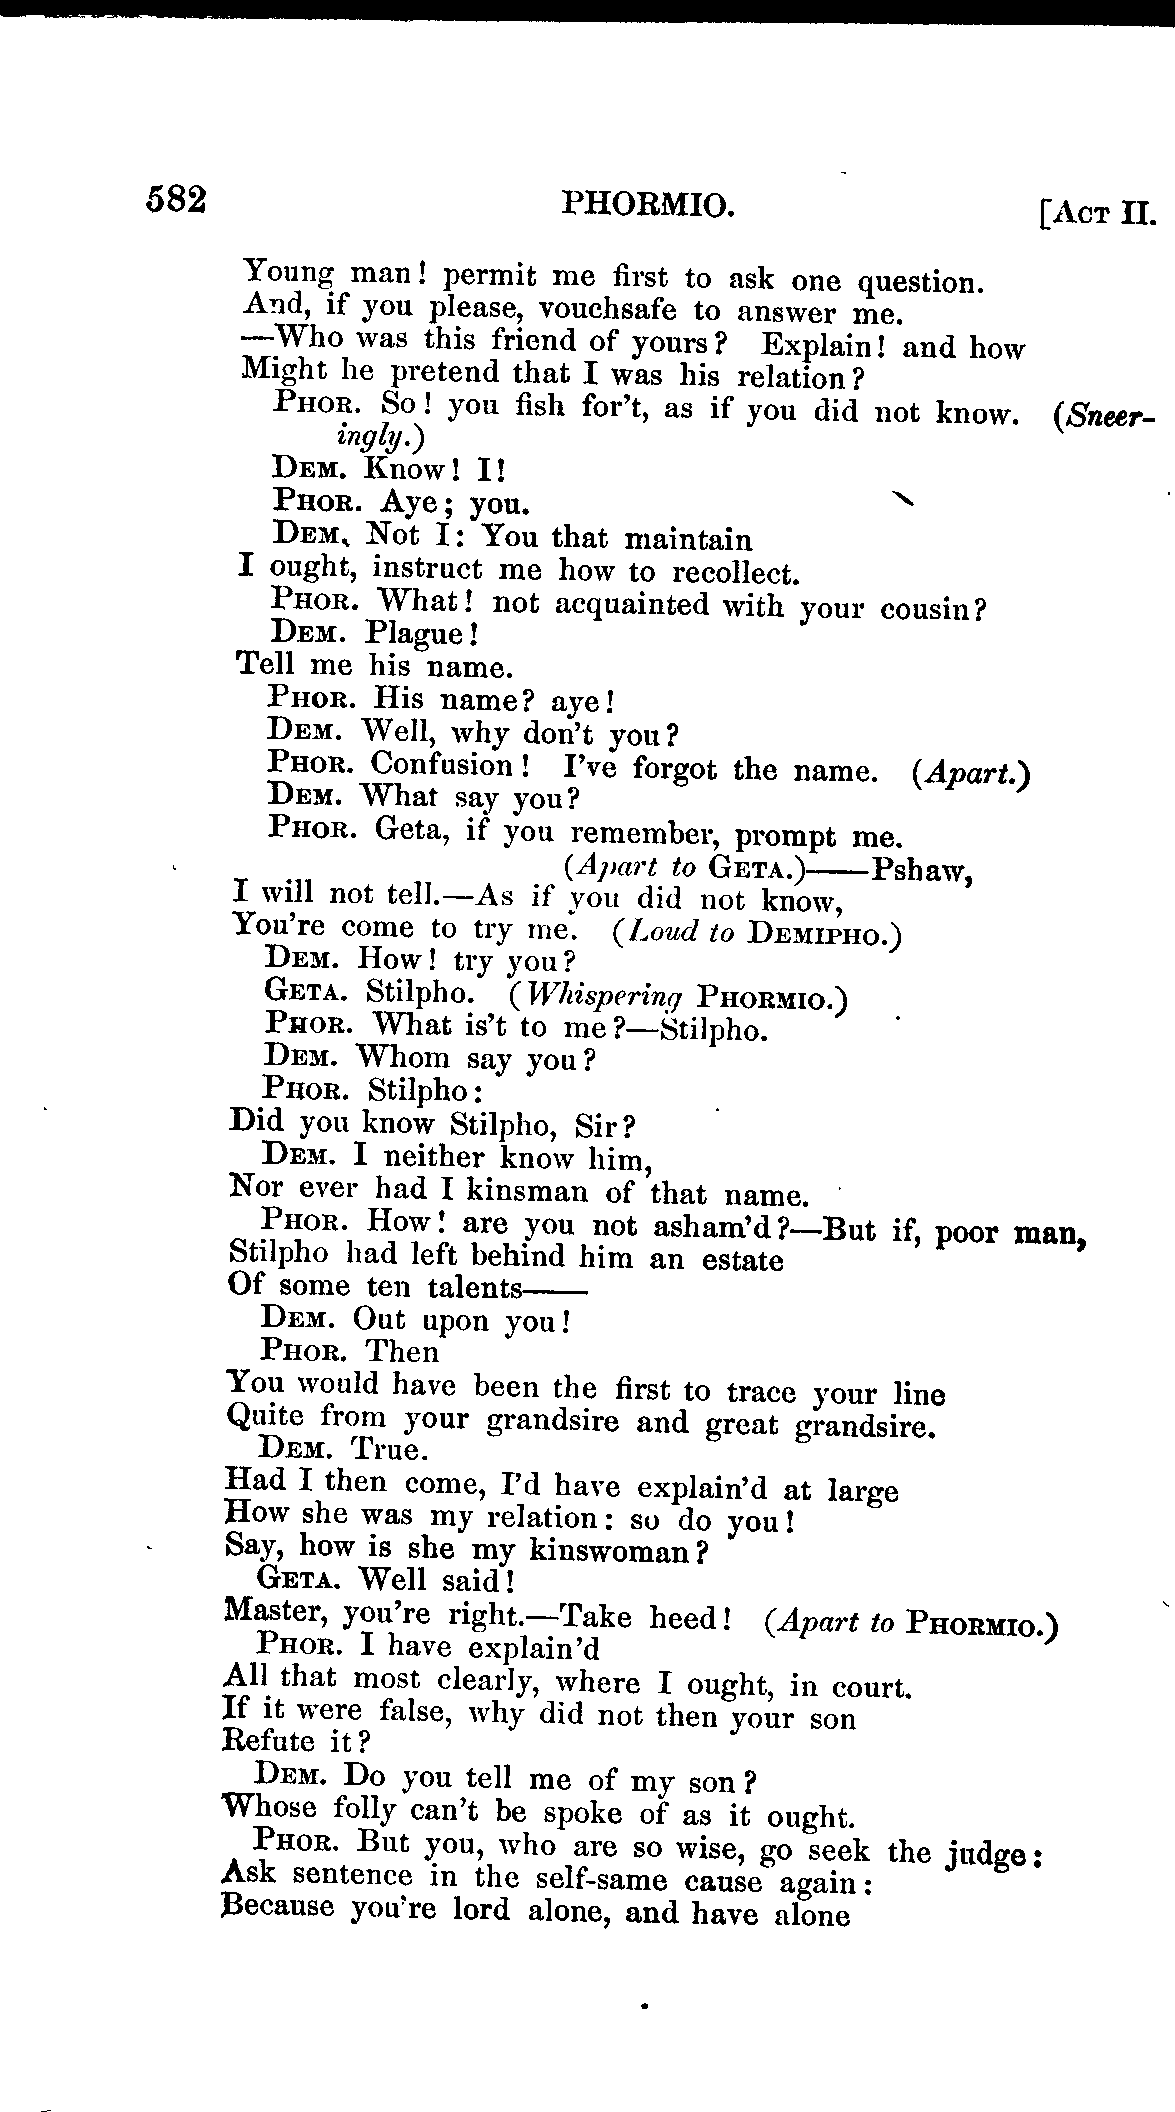 582 PHORMIO. [ACT II.
Young man! permit me first to ask one question.
And, if you please, vouchsafe to answer me.
—Who was this friend of yours? Explain! and how
Might he pretend that I was his relation?
PHOR. So! you fish for't, as if you did not know. (Sneer-
ingly.)
DEM. Know! I!
PHOR. Aye; you.
DEM. Not I: You that maintain
I ought, instruct me how to recollect.
PHOR. What! not acquainted with your cousin?
DEM. Plague!
Tell me his name.
PHOR. His name? aye!
DEM. Well, why don't you?
PHOR. Confusion! I've forgot the name. (Apart.)
DEM. What say you?
PHOR. Geta, if you remember, prompt me.
(Apart to GETA.)——Pshaw,
I will not tell.—As if you did not know,
You're come to try me. (Loud to DEMIPHO.)
DEM. How! try you?
GETA. Stilpho. (Whispering PHORMIO.)
PHOR. What is't to me?—Stilpho.
DEM. Whom say you?
PHOR. Stilpho:
Did you know Stilpho, Sir?
DEM. I neither know him,
Nor ever had I kinsman of that name.
PHOR. How! are you not asham'd?—But if, poor man,
Stilpho had left behind him an estate
Of some ten talents——
DEM. Out upon you!
PHOR. Then
You would have been the first to trace your line
Quite from your grandsire and great grandsire.
DEM. True.
Had I then come, I'd have explain'd at large
How she was my relation: so do you!
Say, how is she my kinswoman?
GETA. Well said!
Master, you're right.—Take heed! (Apart to PHORMIO.)
PHOR. I have explain'd
All that most clearly, where I ought, in court.
If it were false, why did not then your son
Refute it?
DEM. Do you tell me of my son?
Whose folly can't be spoke of as it ought.
PHOR. But you, who are so wise, go seek the judge:
Ask sentence in the self-same cause again:
Because you're lord alone, and have alone